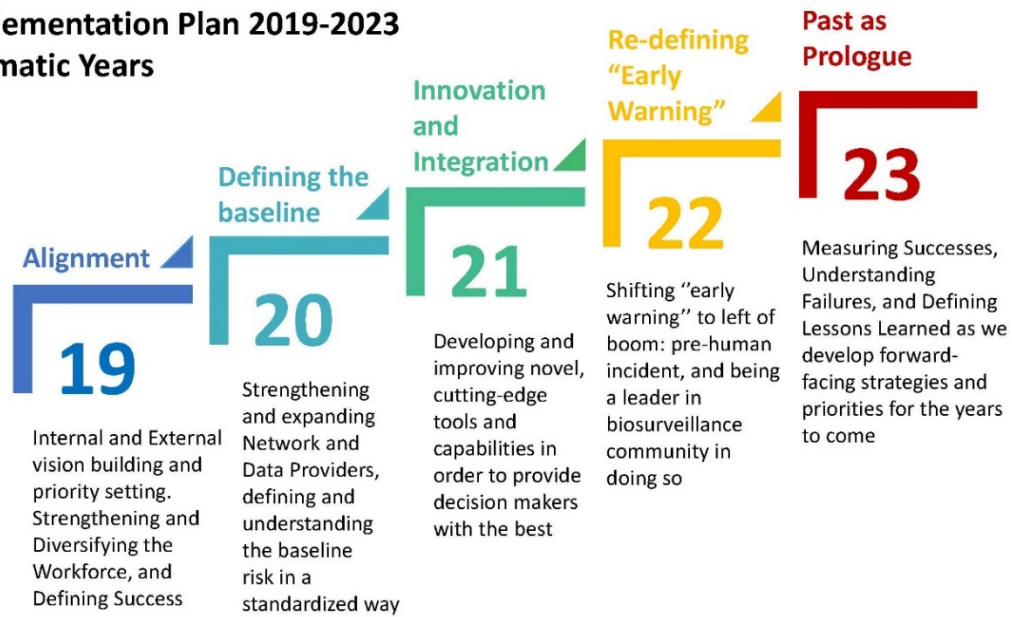 lementation Plan 2019-2023
matic Years
Alignment
19
Internal and External
vision building and
priority setting.
Strengthening and
Diversifying the
Workforce, and
Defining Success
Defining the
baseline
20
Strengthening
and expanding
Network and
Data Providers,
defining and
understanding
the baseline
risk in a
standardized way
Innovation
and
Integration
21
Developing and
improving novel,
cutting-edge
tools and
capabilities in
order to provide
decision makers
with the best
Re-defining
“Early
Warning”
22
Shifting ‘’early
warning’’ to left of
boom: pre-human
incident, and being
a leader in
biosurveillance
community in
doing so
Past as
Prologue
23
Measuring Successes,
Understanding
Failures, and Defining
Lessons Learned as we
develop forward-
facing strategies and
priorities for the years
to come